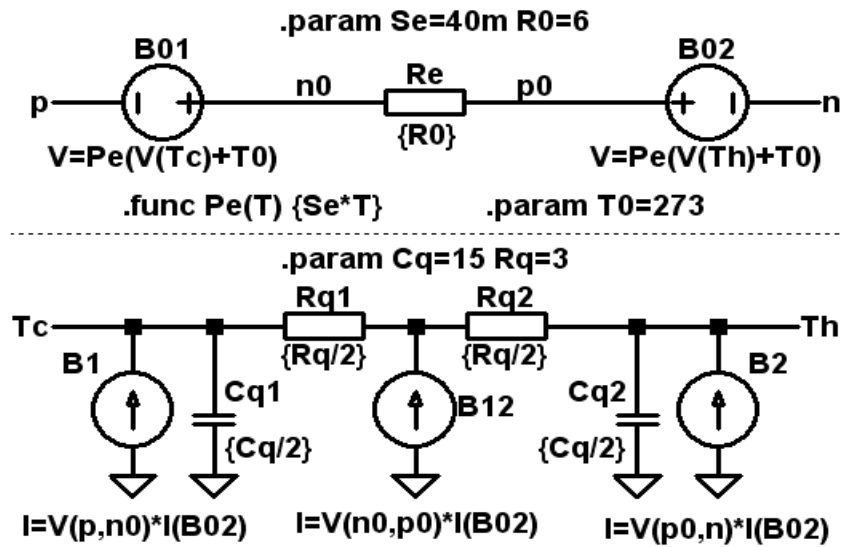 .param Se=40m R0=6
B01
B02
p
n0
Re
p0
n
{R0}
V=Pe(V(Tc)+T0)
V=Pe(V(Th)+T0)
.func Pe(T) {Se*T}
.param T0=273
.param Cq=15 Rq=3
Rq1
Rq2
Tc
Th
{Rq/2}
{Rq/2}
B1
Cq1
B12
Cq2
B2
{Cq/2}
{Cq/2}
I=V(p,n0)*I(B02)
I=V(n0,p0)*I(B02)
I=V(p0,n)*I(B02)